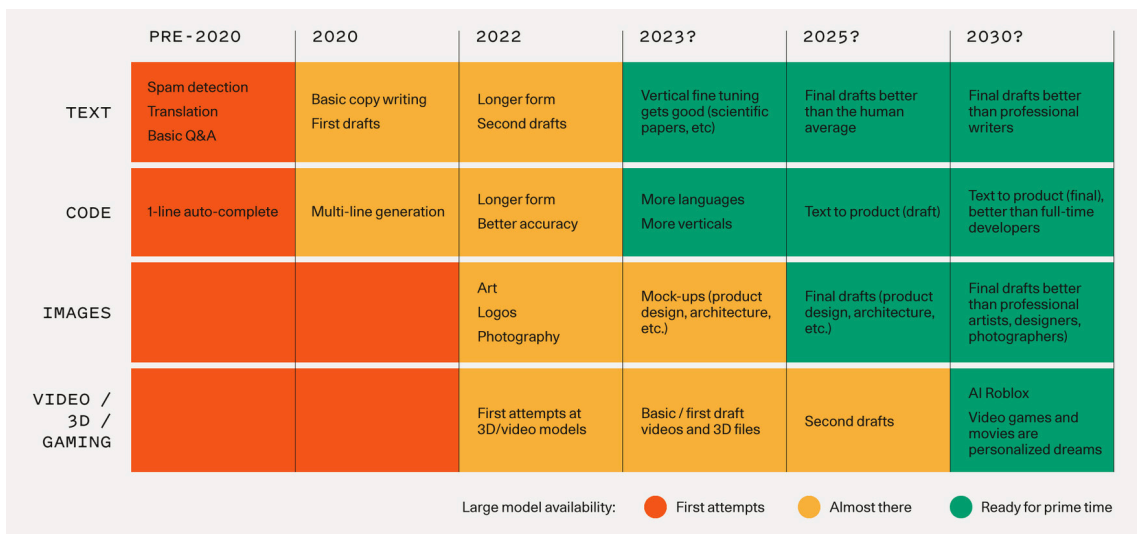 PRE-2020 2020 2022 2023? 2025? 2030?
TEXT
Spam detection
Translation
Basic Q&A
Basic copy writing
First drafts
Longer form
Second drafts
Vertical fine tuning
gets good (scientific
papers, etc)
Final drafts better
than the human
average
Final drafts better
than professional
writers
CODE
1-line auto-complete
Multi-line generation
Longer form
Better accuracy
More languages
More verticals
Text to product (draft)
Text to product (final),
better than full-time
developers
IMAGES
Art
Logos
Photography
Mock-ups (product
design, architecture,
etc.)
Final drafts (product
design, architecture,
etc.)
Final drafts better
than professional
artists, designers,
photographers)
VIDEO /
3D /
GAMING
First attempts at
3D/video models
Basic / first draft
videos and 3D files
Second drafts
AI Roblox
Video games and
movies are
personalized dreams
Large model availability: First attempts Almost there Ready for prime time